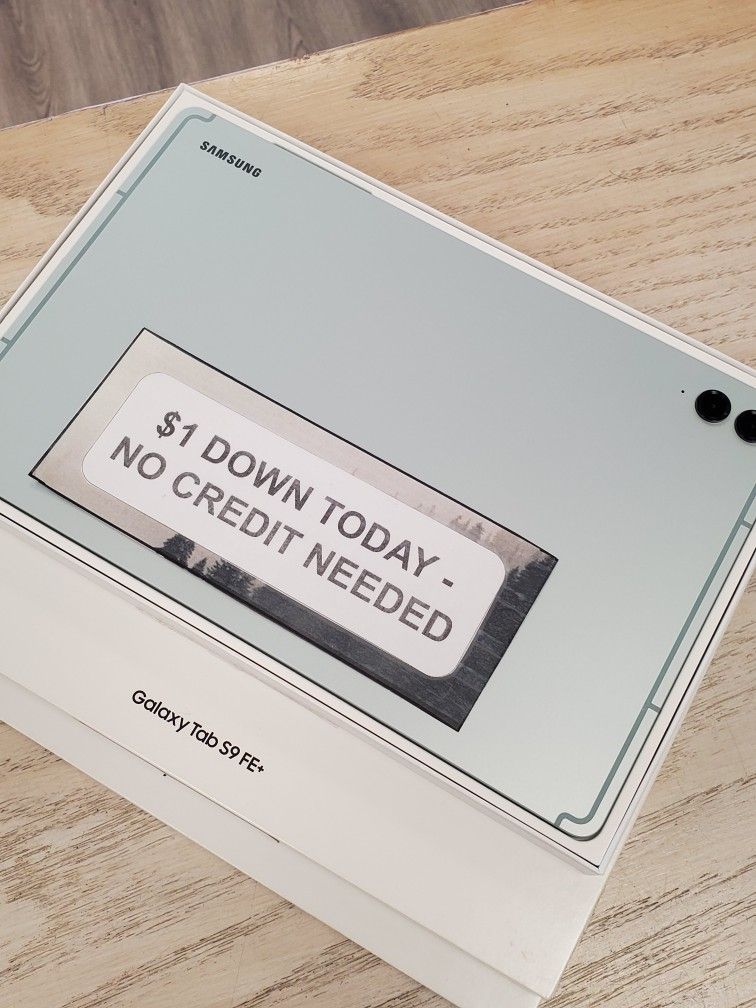 SAMSUNG
$1 DOWN TODAY -
NO CREDIT NEEDED
Galaxy Tab S9 FE+